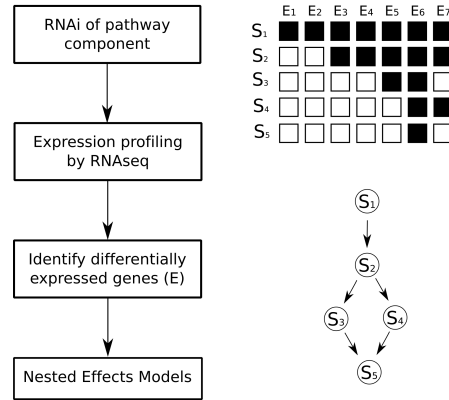 RNAi of pathway
component
Expression profiling
by RNAseq
Identify differentially
expressed genes (E)
Nested Effects Models
E1 E2 E3 E4 E5 E6 E7
S1
S2
S3
S4
S5
S1
S2
S3 S4
S5